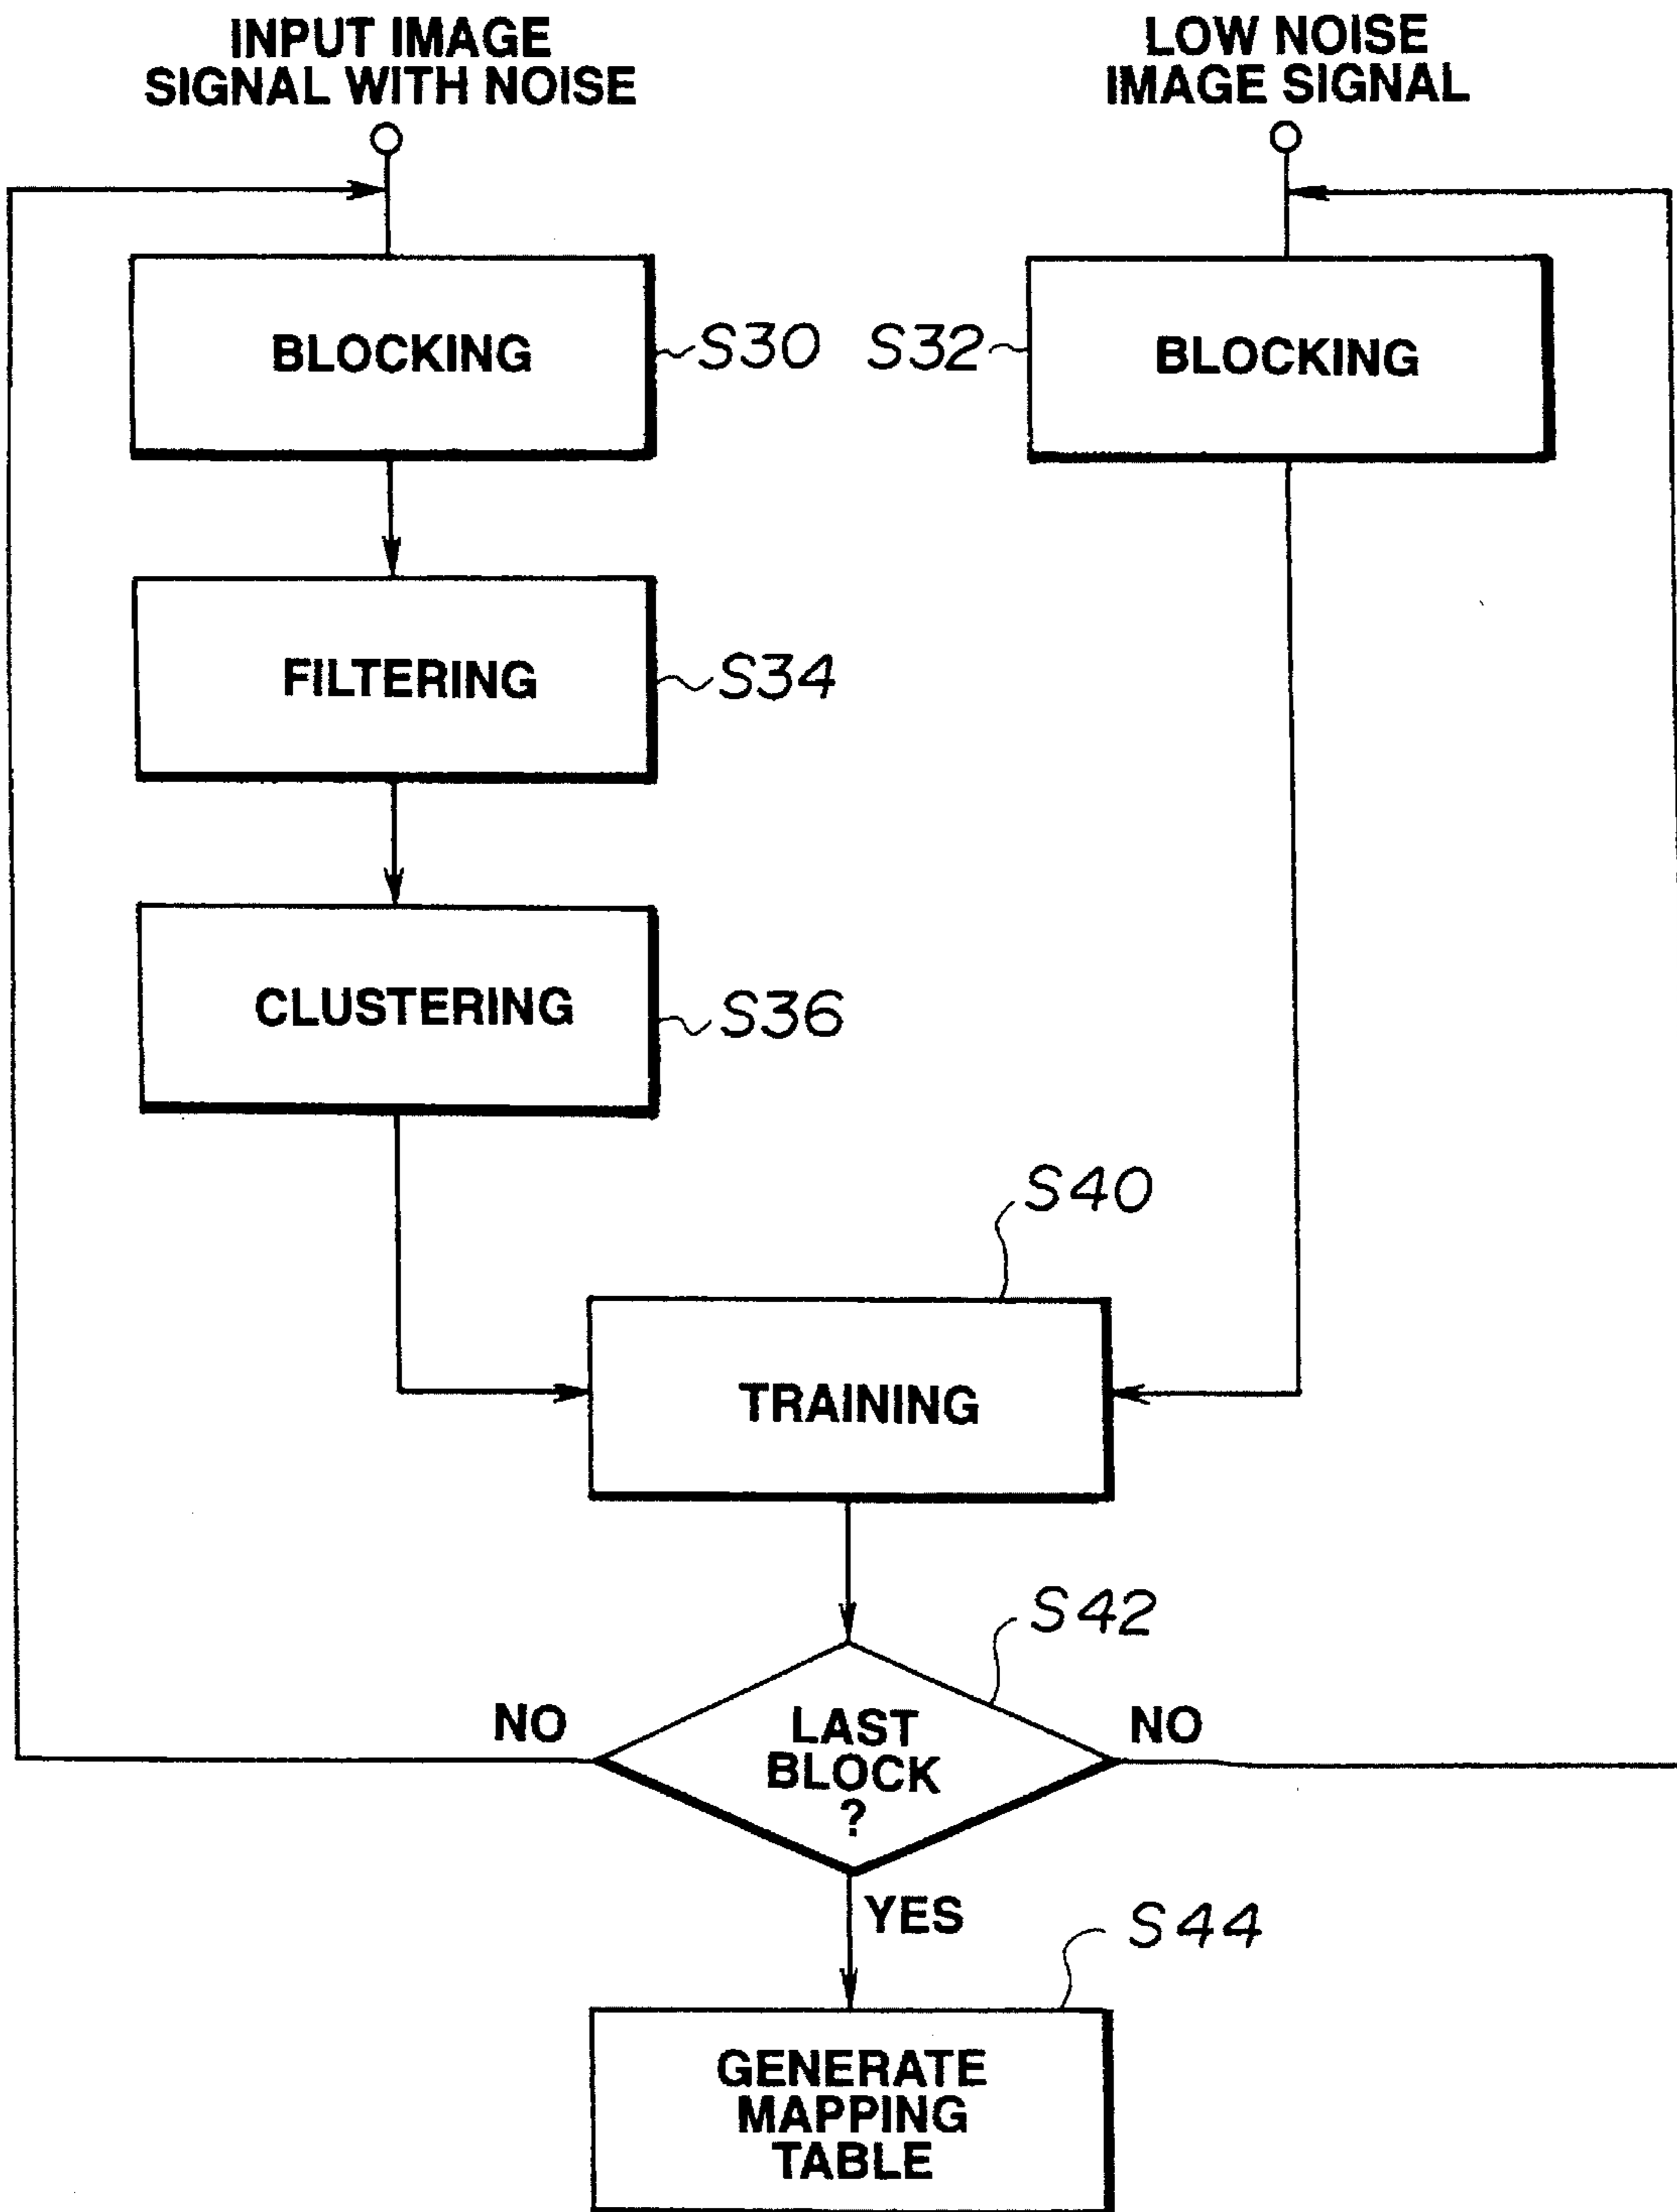 INPUT IMAGE
SIGNAL WITH NOISE
LOW NOISE
IMAGE SIGNAL
BLOCKING
S30
S32
BLOCKING
FILTERING
S34
CLUSTERING
S36
S40
TRAINING
S42
NO
LAST
BLOCK
?
NO
YES
S44
GENERATE
MAPPING
TABLE